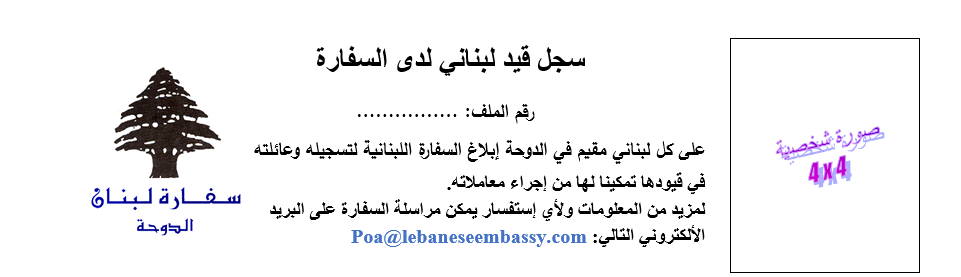 سجل قيد لبناني لدى السفارة
رقم الملف: ................
على كل لبناني مقيم في الدوحة إبلاغ السفارة اللبنانية لتسجيله وعائلته
في قيودها تمكينا لها من إجراء معاملاته.
لمزيد من المعلومات ولأي إستفسار يمكن مراسلة السفارة على البريد
الألكتروني التالي: Poa@lebaneseembassy.com
صورة شخصية
4 x 4
سفارة لبنان
الدوحة